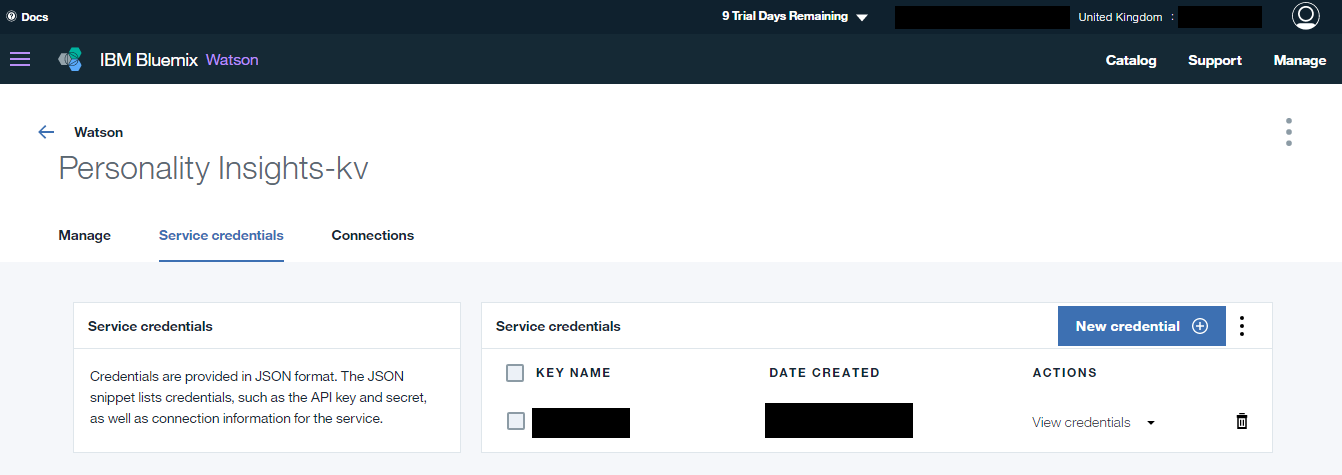 Docs
9 Trial Days Remaining
United Kingdom :
IBM Bluemix Watson
Catalog Support Manage
Watson
Personality Insights-kv
Manage Service credentials Connections
Service credentials
Credentials are provided in JSON format. The JSON
snippet lists credentials, such as the API key and secret,
as well as connection information for the service.
Service credentials
New credential
KEY NAME DATE CREATED ACTIONS
View credentials